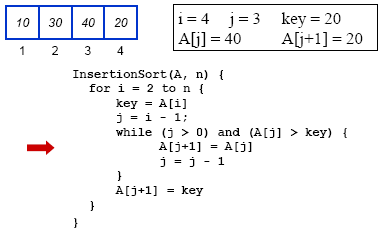 10 30 40 20
1 2 3 4
i = 4 j = 3 key = 20
A[j] = 40 A[j+1] = 20
InsertionSort(A, n) {
for i = 2 to n {
key = A[i]
j = i - 1;
while (j > 0) and (A[j] > key) {
A[j+1] = A[j]
j = j - 1
}
A[j+1] = key
}
}